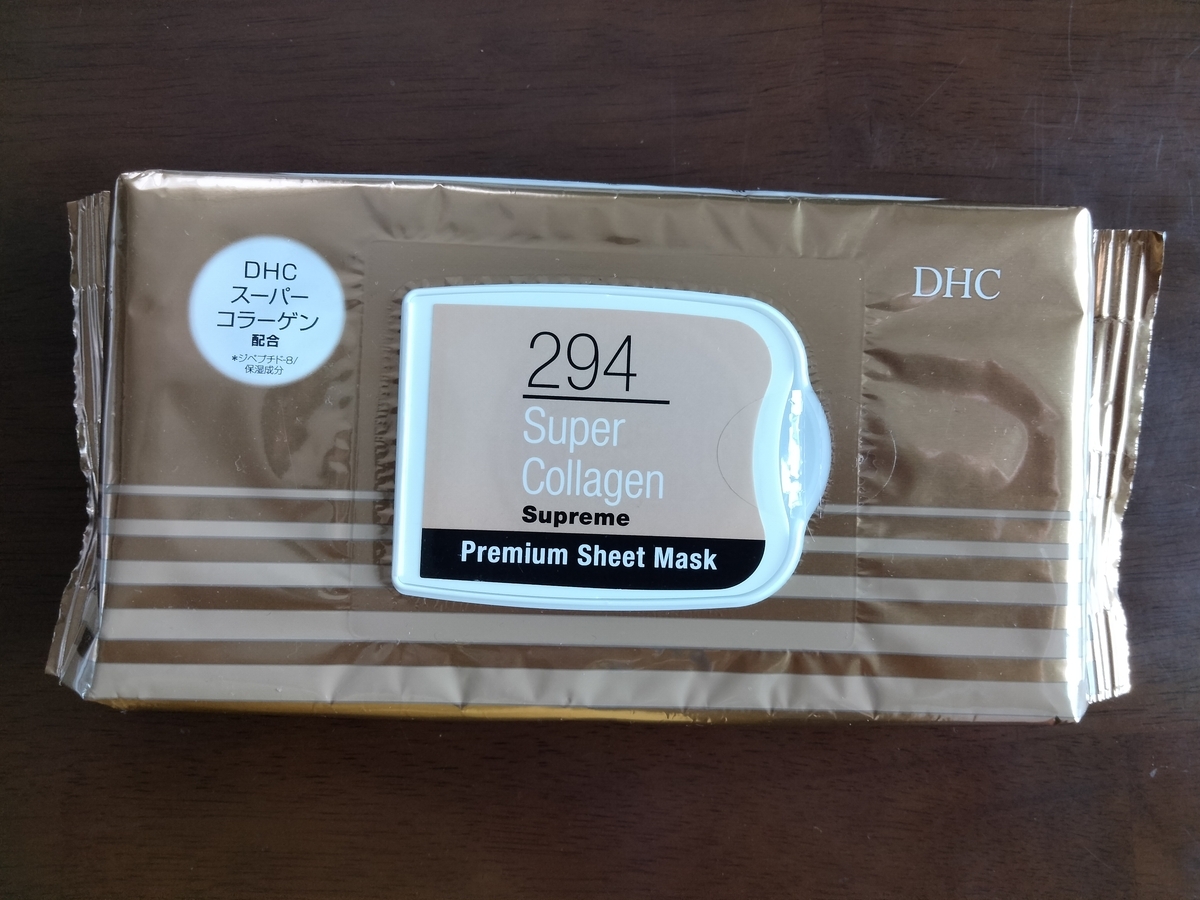 DHC
スーパー
コラーゲン
配合
*ジペプチド-8/
保湿成分
DHC
294
Super
Collagen
Supreme
Premium Sheet Mask